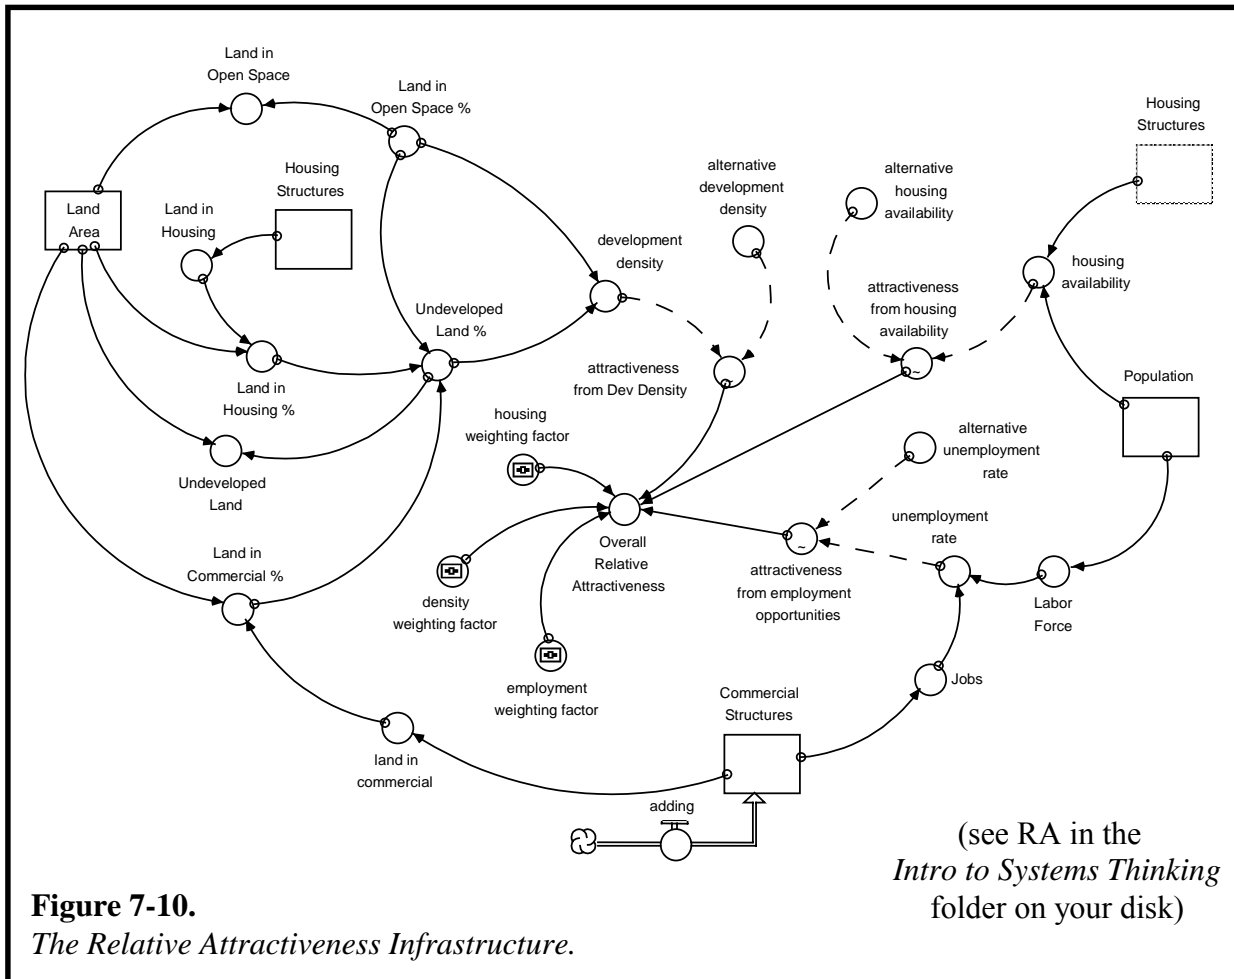 Land in
Open Space
Land in
Open Space %
Housing
Structures
Land
Area
Land in
Housing
Housing
Structures
alternative
development
density
alternative
housing
availability
development
density
housing
availability
Undeveloped
Land %
attractiveness
from housing
availability
attractiveness
from Dev Density
Land in
Housing %
Population
housing
weighting factor
alternative
unemployment
rate
Undeveloped
Land
unemployment
rate
Land in
Commercial %
Overall
Relative
Attractiveness
attractiveness
from employment
opportunities
density
weighting factor
Labor
Force
employment
weighting factor
Jobs
Commercial
Structures
land in
commercial
adding
(see RA in the
Intro to Systems Thinking
folder on your disk)
Figure 7-10.
The Relative Attractiveness Infrastructure.